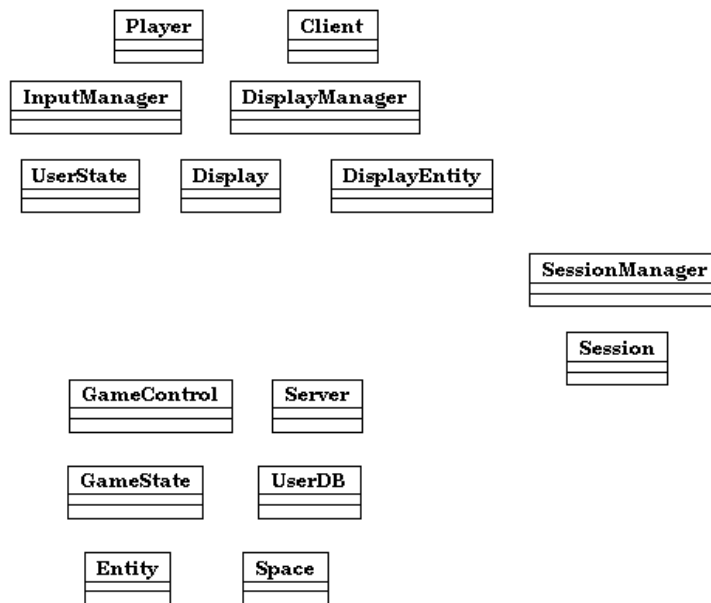 Player
Client
InputManager
DisplayManager
UserState
Display
DisplayEntity
SessionManager
Session
GameControl
Server
GameState
UserDB
Entity
Space